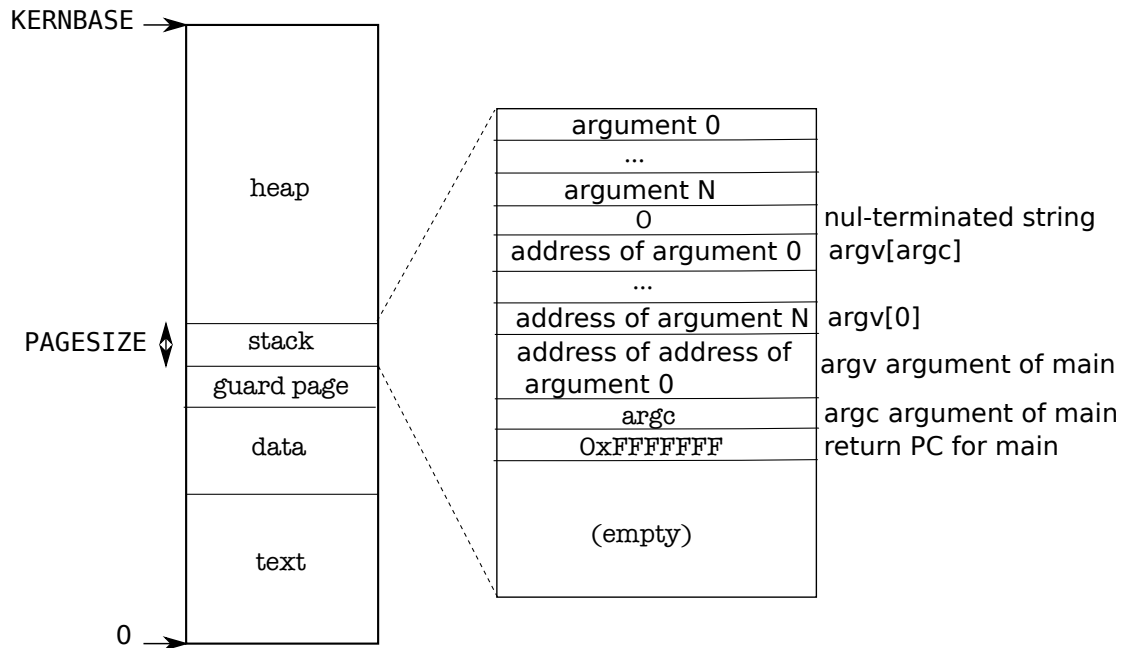 KERNBASE
heap
PAGESIZE
stack
guard page
data
text
0
argument 0
...
argument N
0
nul-terminated string
address of argument 0
argv[argc]
...
address of argument N
argv[0]
address of address of
argument 0
argv argument of main
argc
argc argument of main
0xFFFFFFF
return PC for main
(empty)